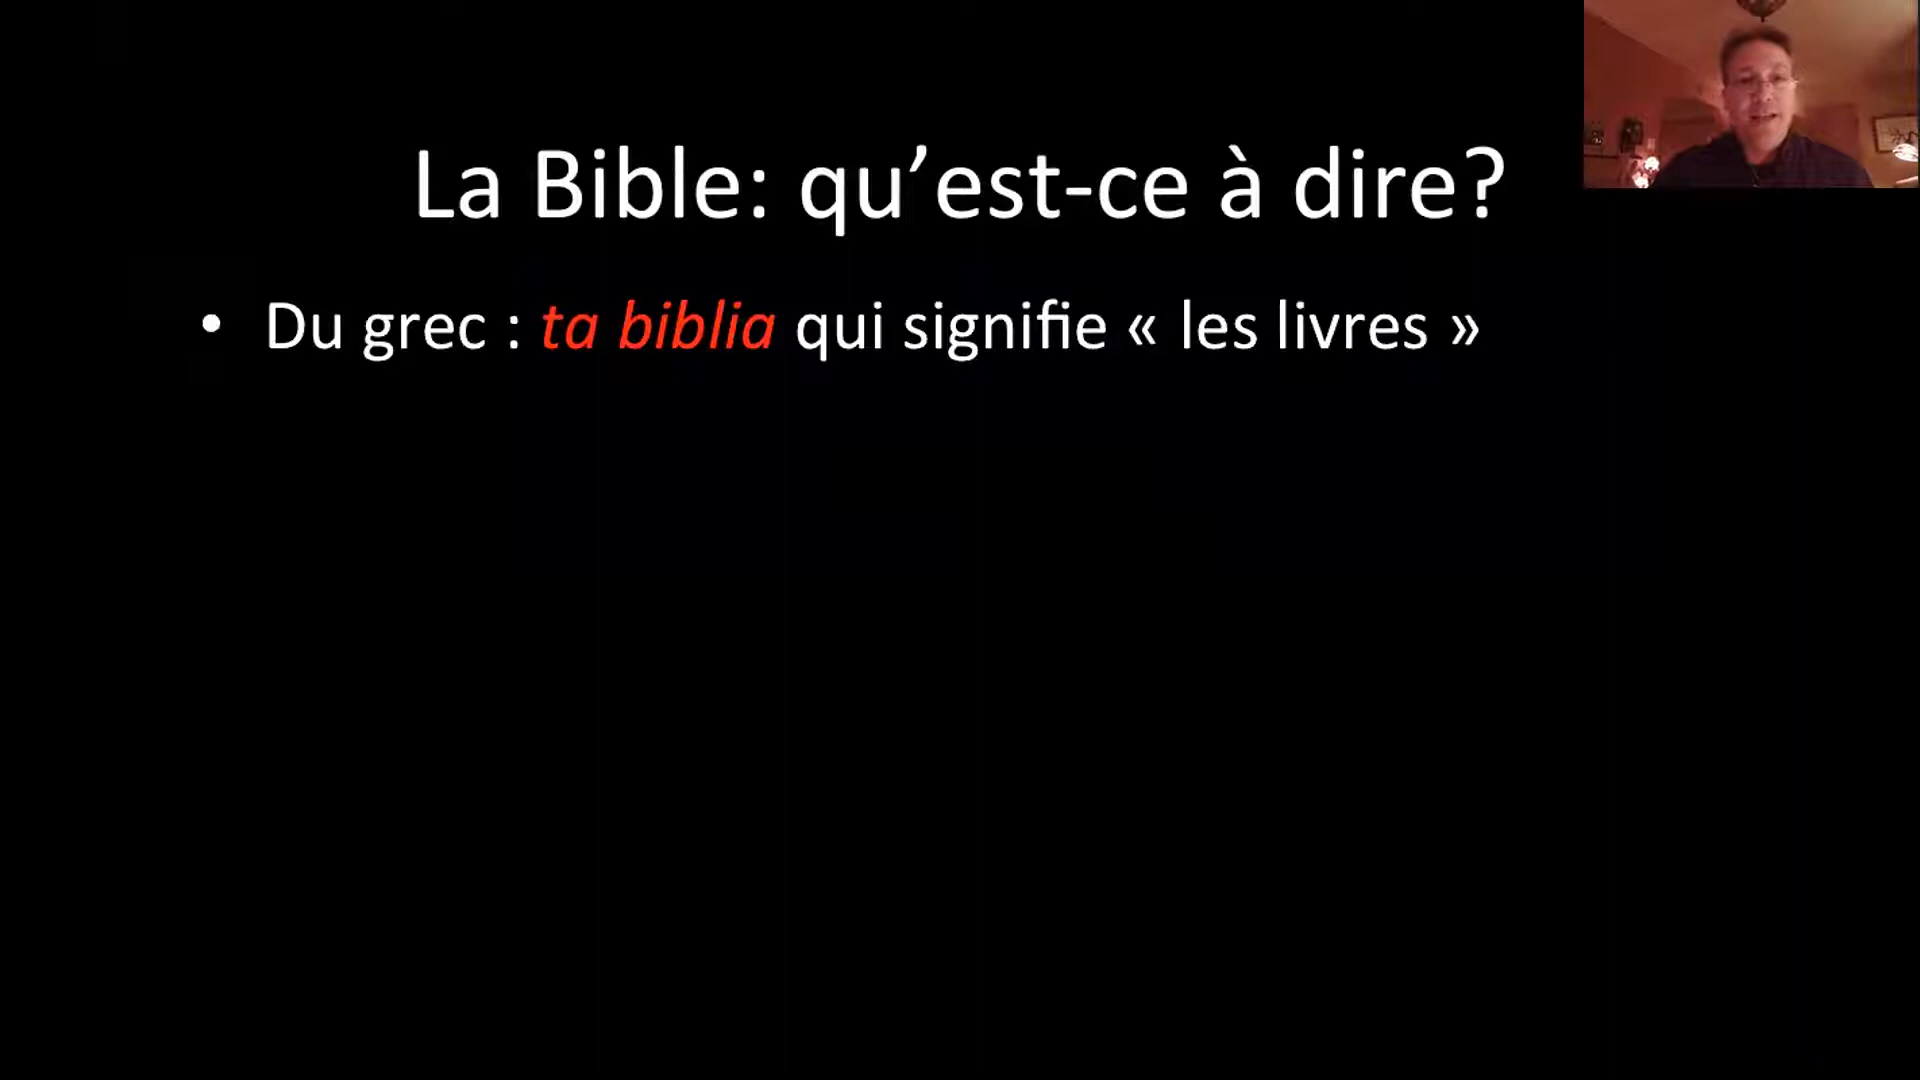 La Bible: qu’est-ce à dire?
• Du grec : ta biblia qui signifie « les livres »